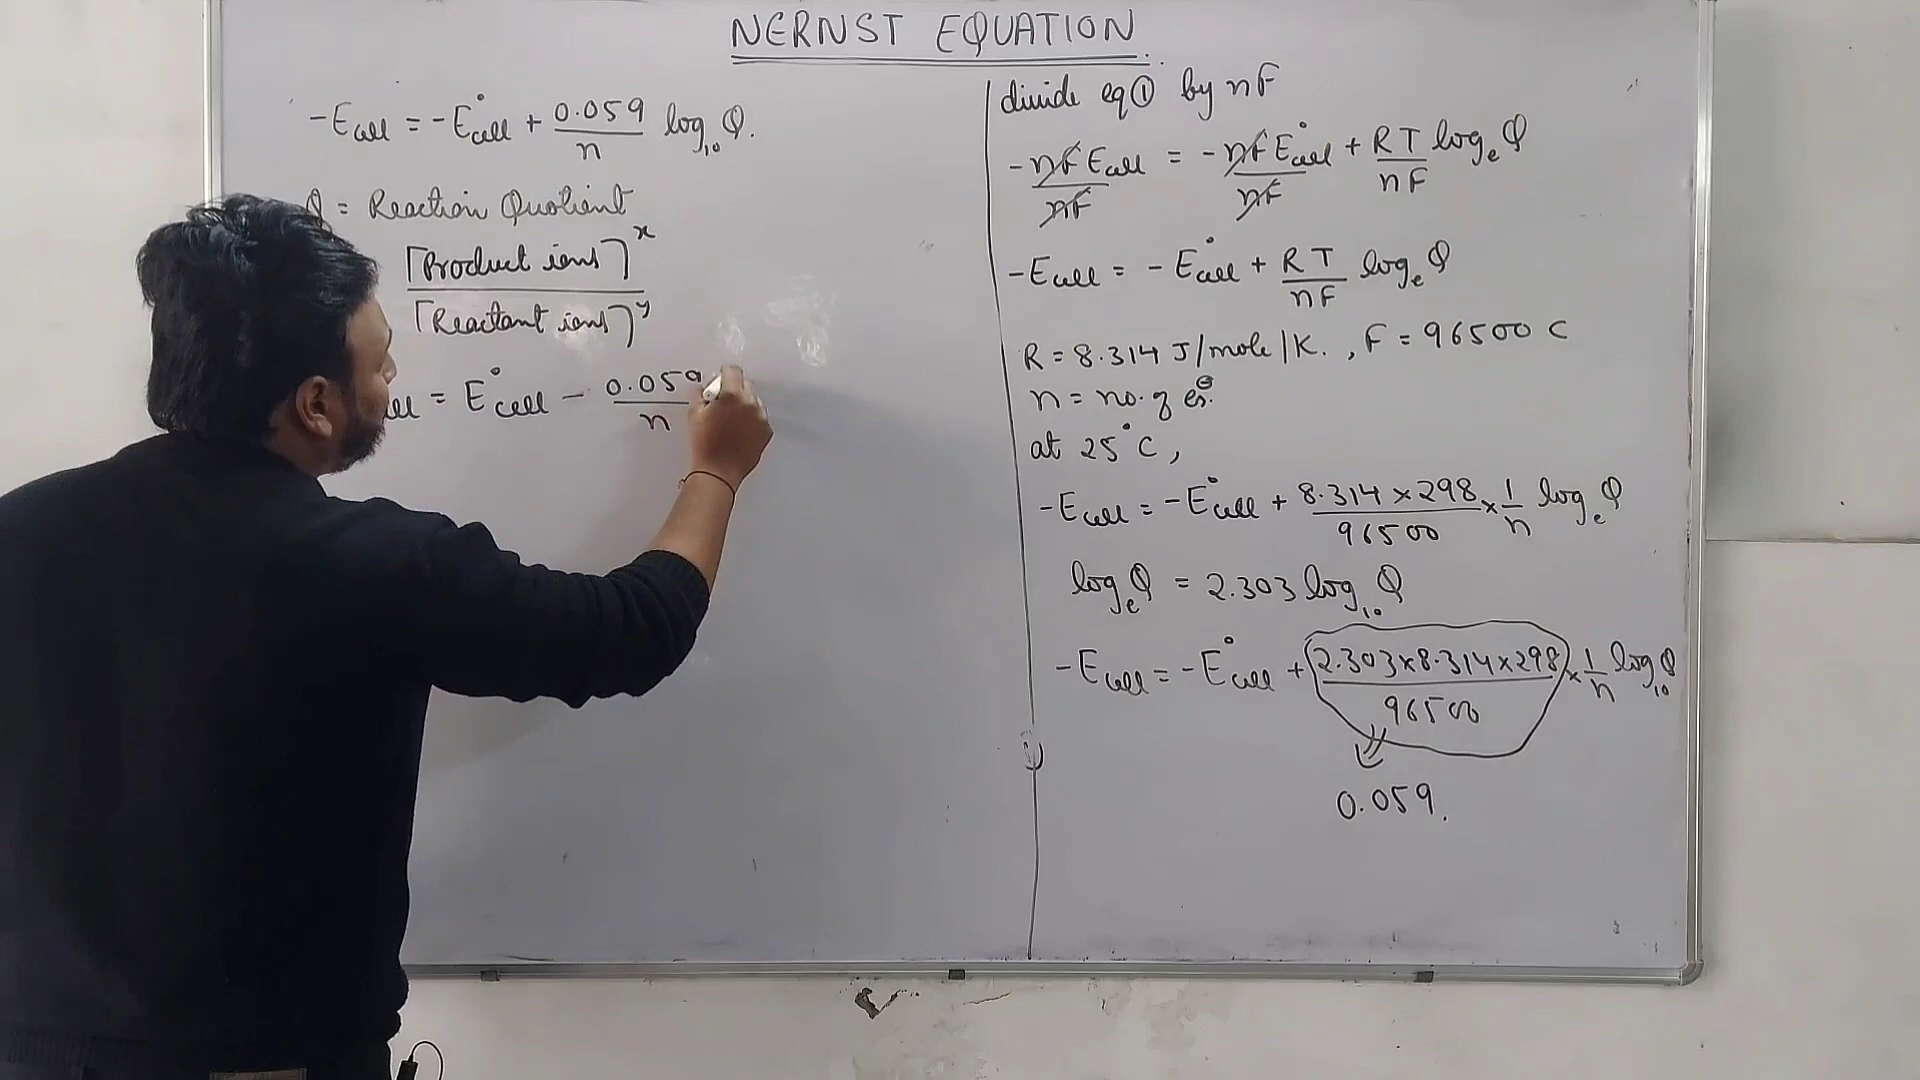 NERNST EQUATION
-Ecell = -E°cell + 0.059/n log₁₀ Q.
Q = Reaction Quotient
[Product ions]ˣ
[Reactant ions]ʸ
= E°cell - 0.059/n
divide eq① by nF
-nF Ecell/nF = -nF E°cell/nF + RT/nF logₑ Q
-Ecell = -E°cell + RT/nF logₑ Q
R = 8.314 J/mole/K. , F = 96500 C
n = no. of es.⊖
at 25°C,
-Ecell = -E°cell + 8.314 × 298/96500 × 1/n logₑ Q
logₑ Q = 2.303 log₁₀ Q
-Ecell = -E°cell + 2.303×8.314×298/96500 × 1/n log₁₀ Q
0.059.